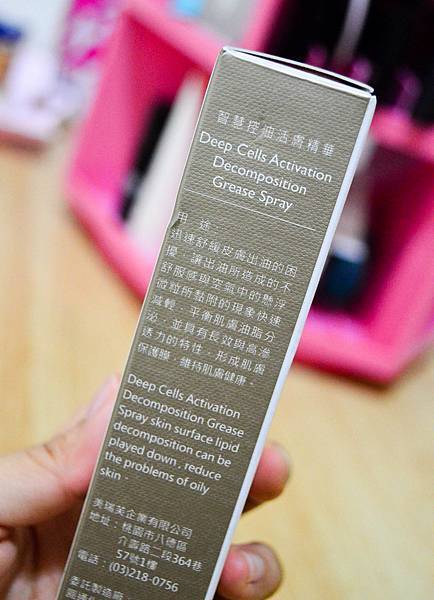 智慧控油活膚精華
Deep Cells Activation
Decomposition
Grease Spray
用　途：
迅速舒緩皮膚出油的困
擾，讓出油所造成的不
舒服感與空氣中的懸浮
微粒所黏附的現象快速
減輕。平衡肌膚油脂分
泌，並具有長效與高滲
透力的特性，形成肌膚
保護膜，維持肌膚健康。
Deep Cells Activation
Decomposition Grease
Spray skin surface lipid
decomposition can be
played down , reduce
the problems of oily
skin。
美瑞芙企業有限公司
地址：桃園市八德區
介壽路二段364巷
57號1樓
電話：(03)218-0756
委託製造廠